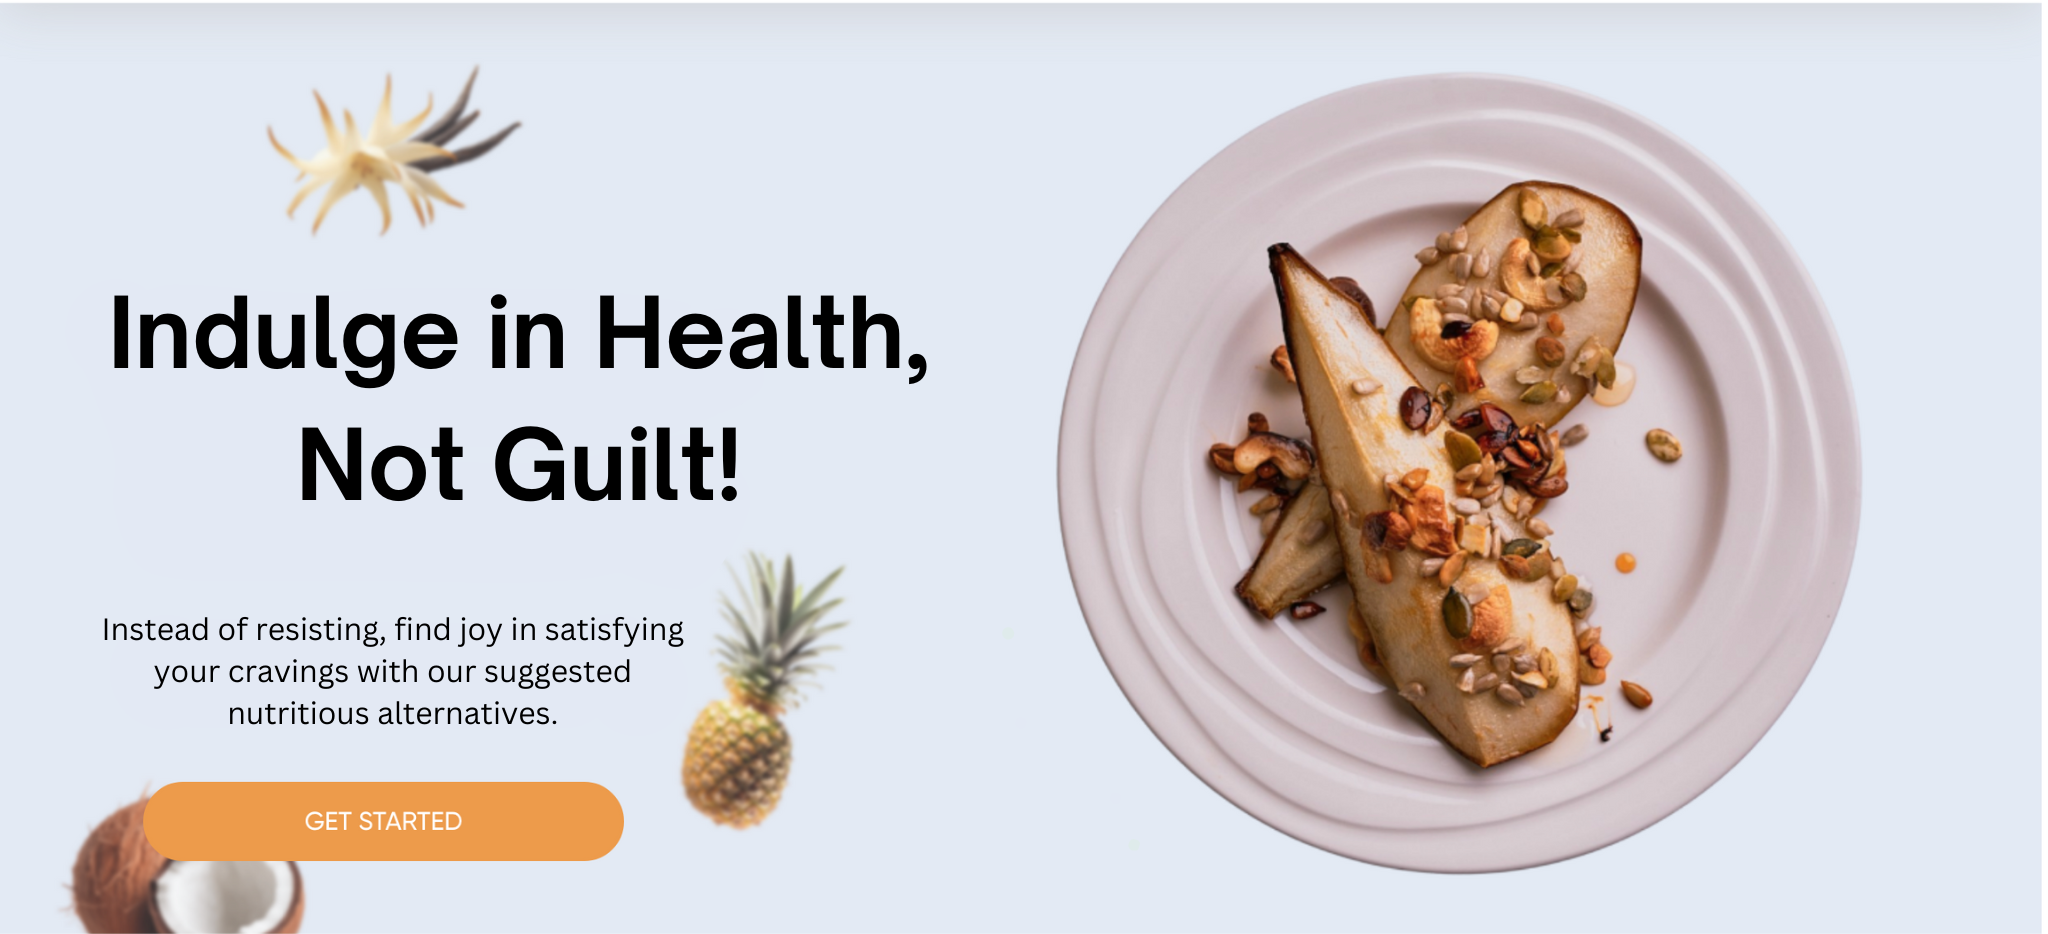 Indulge in Health,
Not Guilt!
Instead of resisting, find joy in satisfying
your cravings with our suggested
nutritious alternatives.
GET STARTED